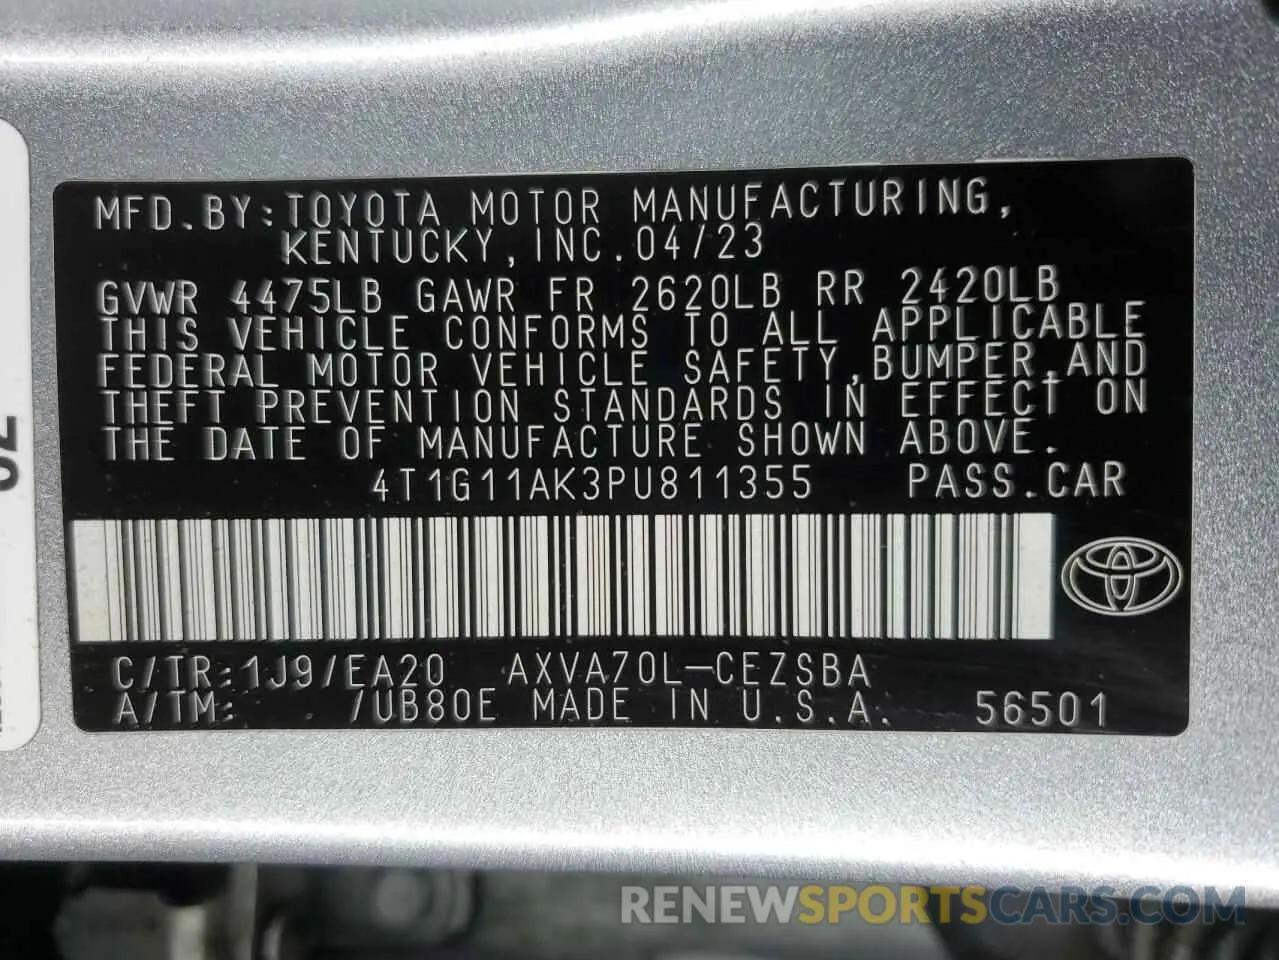 MFD.BY:TOYOTA MOTOR MANUFACTURING,
KENTUCKY,INC.04/23
GVWR 4475LB GAWR FR 2620LB RR 2420LB
THIS VEHICLE CONFORMS TO ALL APPLICABLE
FEDERAL MOTOR VEHICLE SAFETY,BUMPER,AND
THEFT PREVENTION STANDARDS IN EFFECT ON
THE DATE OF MANUFACTURE SHOWN ABOVE.
4T1G11AK3PU811355 PASS.CAR
C/TR:1J9/EA20 AXVA70L-CEZSBA
A/TM: /UB80E MADE IN U.S.A. 56501
RENEWSPORTSCARS.COM